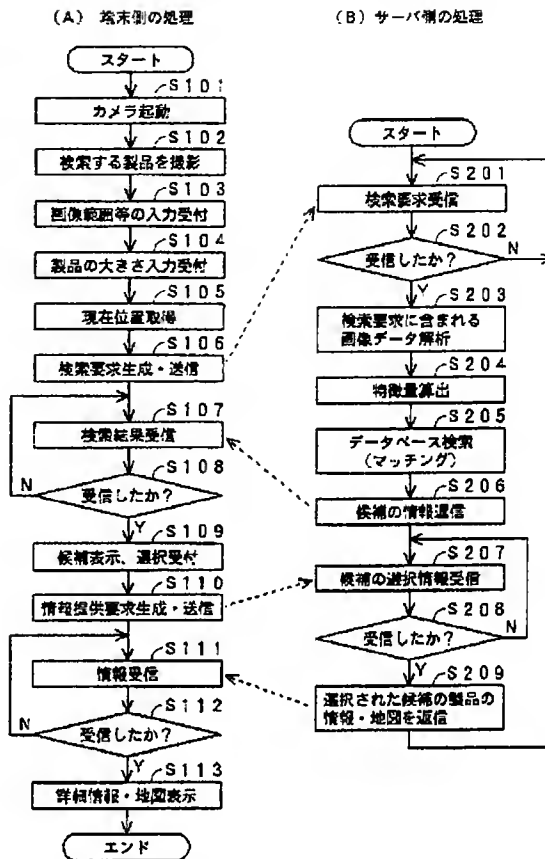 (A) 端末側の処理
スタート
S101
カメラ起動
S102
検索する製品を撮影
S103
画像範囲等の入力受付
S104
製品の大きさ入力受付
S105
現在位置取得
S106
検索要求生成・送信
S107
検索結果受信
S108
受信したか?
N
Y
S109
候補表示、選択受付
S110
情報提供要求生成・送信
S111
情報受信
S112
受信したか?
N
Y
S113
詳細情報・地図表示
エンド
(B) サーバ側の処理
スタート
S201
検索要求受信
S202
受信したか?
N
Y
S203
検索要求に含まれる
画像データ解析
S204
特徴量算出
S205
データベース検索
(マッチング)
S206
候補の情報返信
S207
候補の選択情報受信
S208
受信したか?
N
Y
S209
選択された候補の製品の
情報・地図を返信